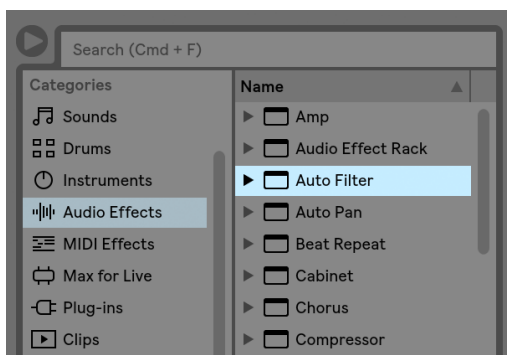 Search (Cmd + F)
Categories
Sounds
Drums
Instruments
Audio Effects
MIDI Effects
Max for Live
Plug-ins
Clips
Name
Amp
Audio Effect Rack
Auto Filter
Auto Pan
Beat Repeat
Cabinet
Chorus
Compressor